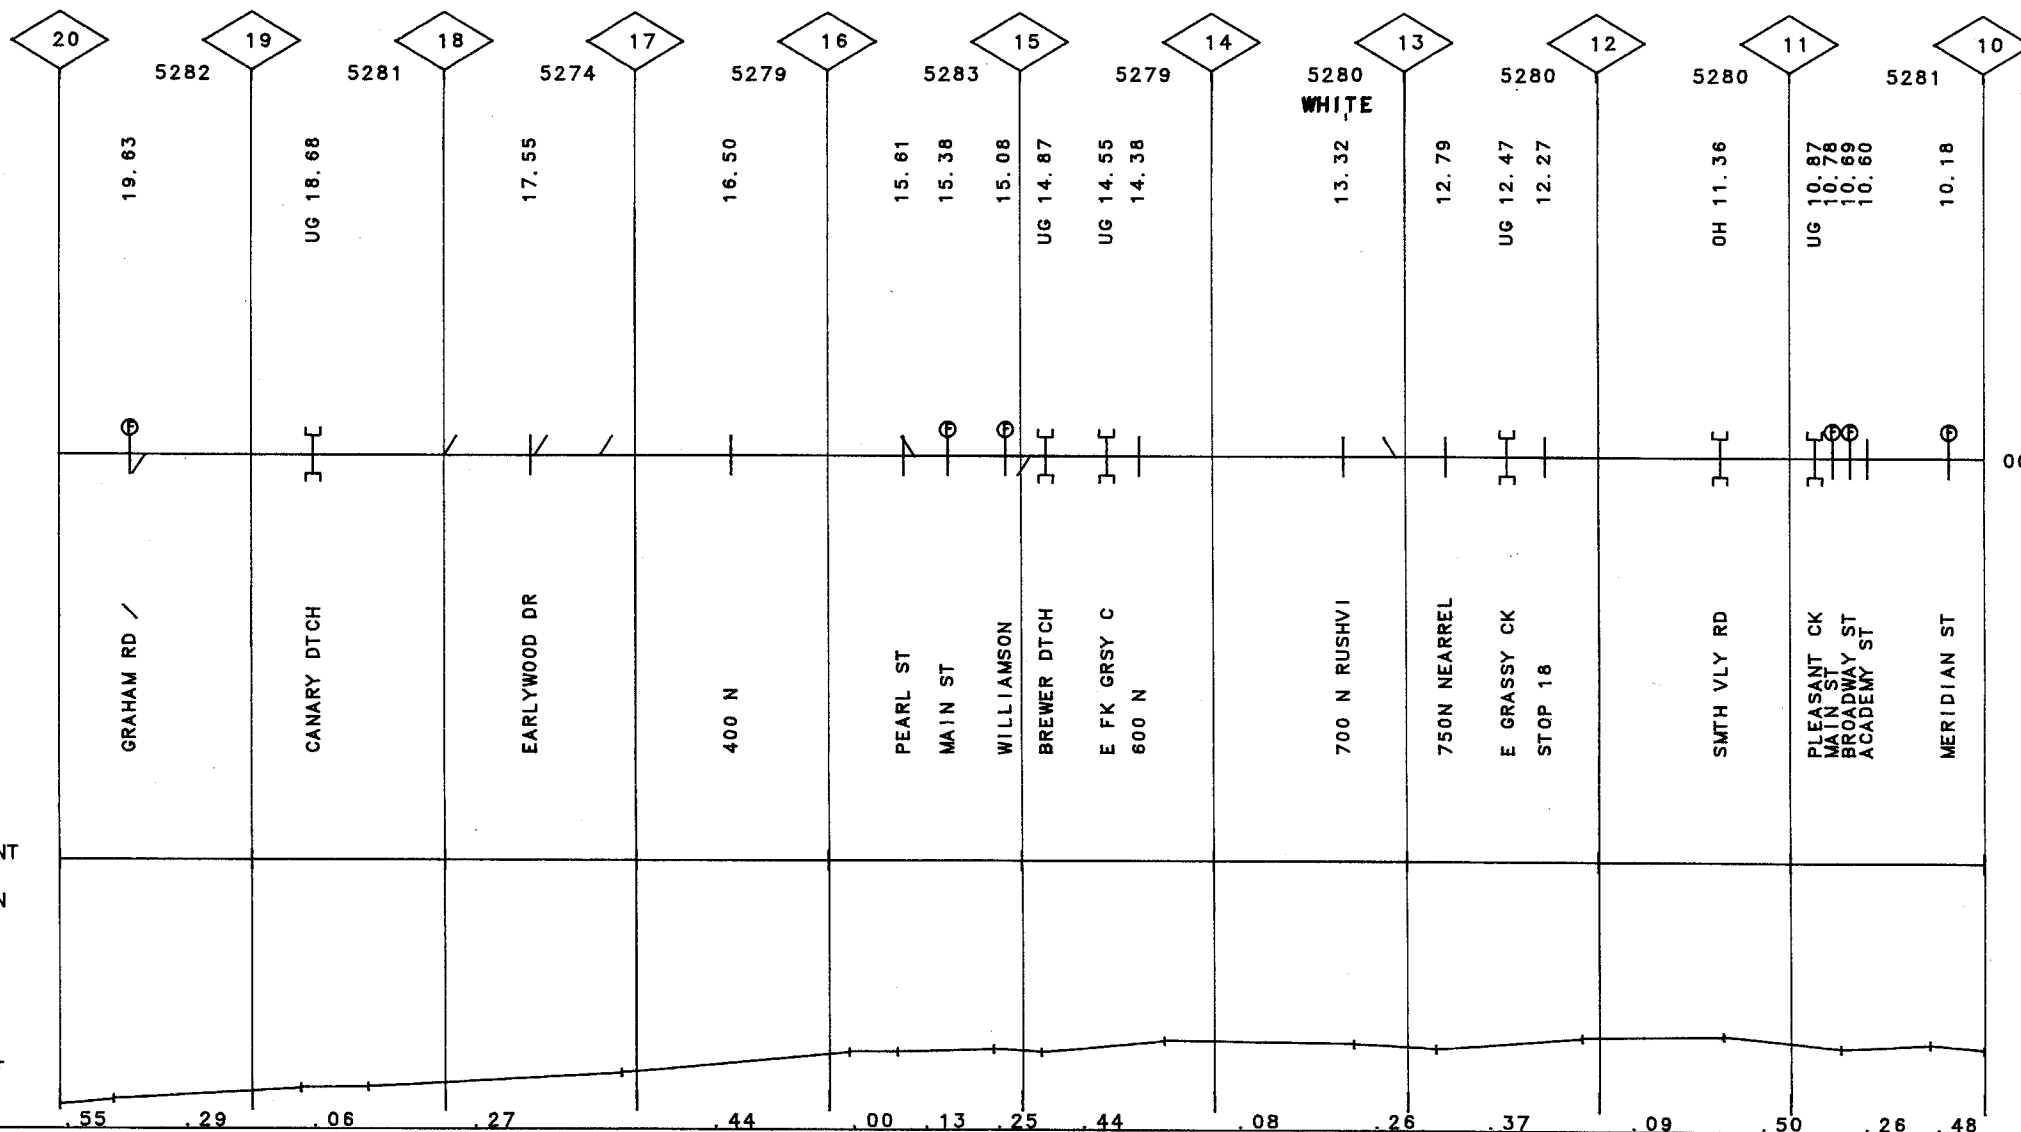 20 19 18 17 16 15 14 13 12 11 10
5282 5281 5274 5279 5283 5279 5280 5280 5280 5281
WHITE
19.63
UG 18.68
17.55
16.50
15.61
15.38
15.08
UG 14.87
UG 14.55
14.38
13.32
12.79
UG 12.47
12.27
OH 11.36
UG 10.87
10.78
10.69
10.60
10.18
F F F F F F
GRAHAM RD /
CANARY DTCH
EARLYWOOD DR
400 N
PEARL ST
MAIN ST
WILLIAMSON
BREWER DTCH
E FK GRSY C
600 N
700 N RUSHVI
750N NEARREL
E GRASSY CK
STOP 18
SMTH VLY RD
PLEASANT CK
MAIN ST
BROADWAY ST
ACADEMY ST
MERIDIAN ST
NT
N
.55 .29 .06 .27 .44 .00 .13 .25 .44 .08 .26 .37 .09 .50 .26 .48